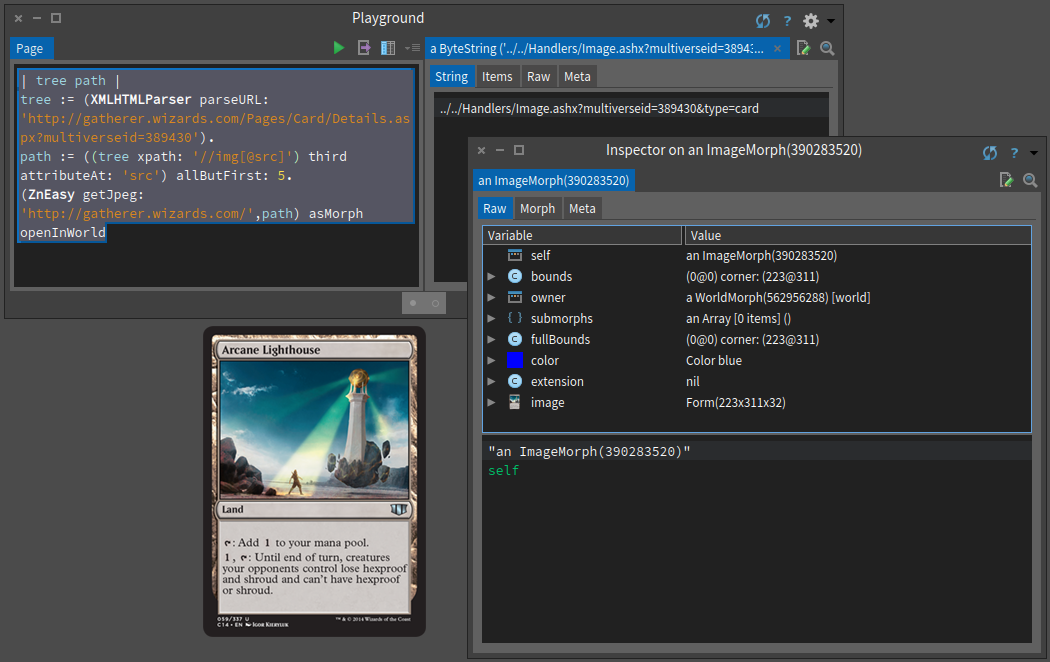 Playground
?
Page
a ByteString ('../../Handlers/Image.ashx?multiverseid=3894:...
| tree path |
tree := (XMLHTMLParser parseURL:
'http://gatherer.wizards.com/Pages/Card/Details.as
px?multiverseid=389430').
path := ((tree xpath: '//img[@src]') third
attributeAt: 'src') allButFirst: 5.
(ZnEasy getJpeg:
'http://gatherer.wizards.com/',path) asMorph
openInWorld
String Items Raw Meta
../../Handlers/Image.ashx?multiverseid=389430&type=card
Inspector on an ImageMorph(390283520)
?
an ImageMorph(390283520)
Raw Morph Meta
Variable Value
self an ImageMorph(390283520)
C bounds (0@0) corner: (223@311)
owner a WorldMorph(562956288) [world]
{ } submorphs an Array [0 items] ()
C fullBounds (0@0) corner: (223@311)
color Color blue
C extension nil
image Form(223x311x32)
"an ImageMorph(390283520)"
self
Arcane Lighthouse
Land
: Add 1 to your mana pool.
1 , : Until end of turn, creatures
your opponents control lose hexproof
and shroud and can't have hexproof
or shroud.
059/337 U
C14 • EN Igor Kieryluk
™ & © 2014 Wizards of the Coast